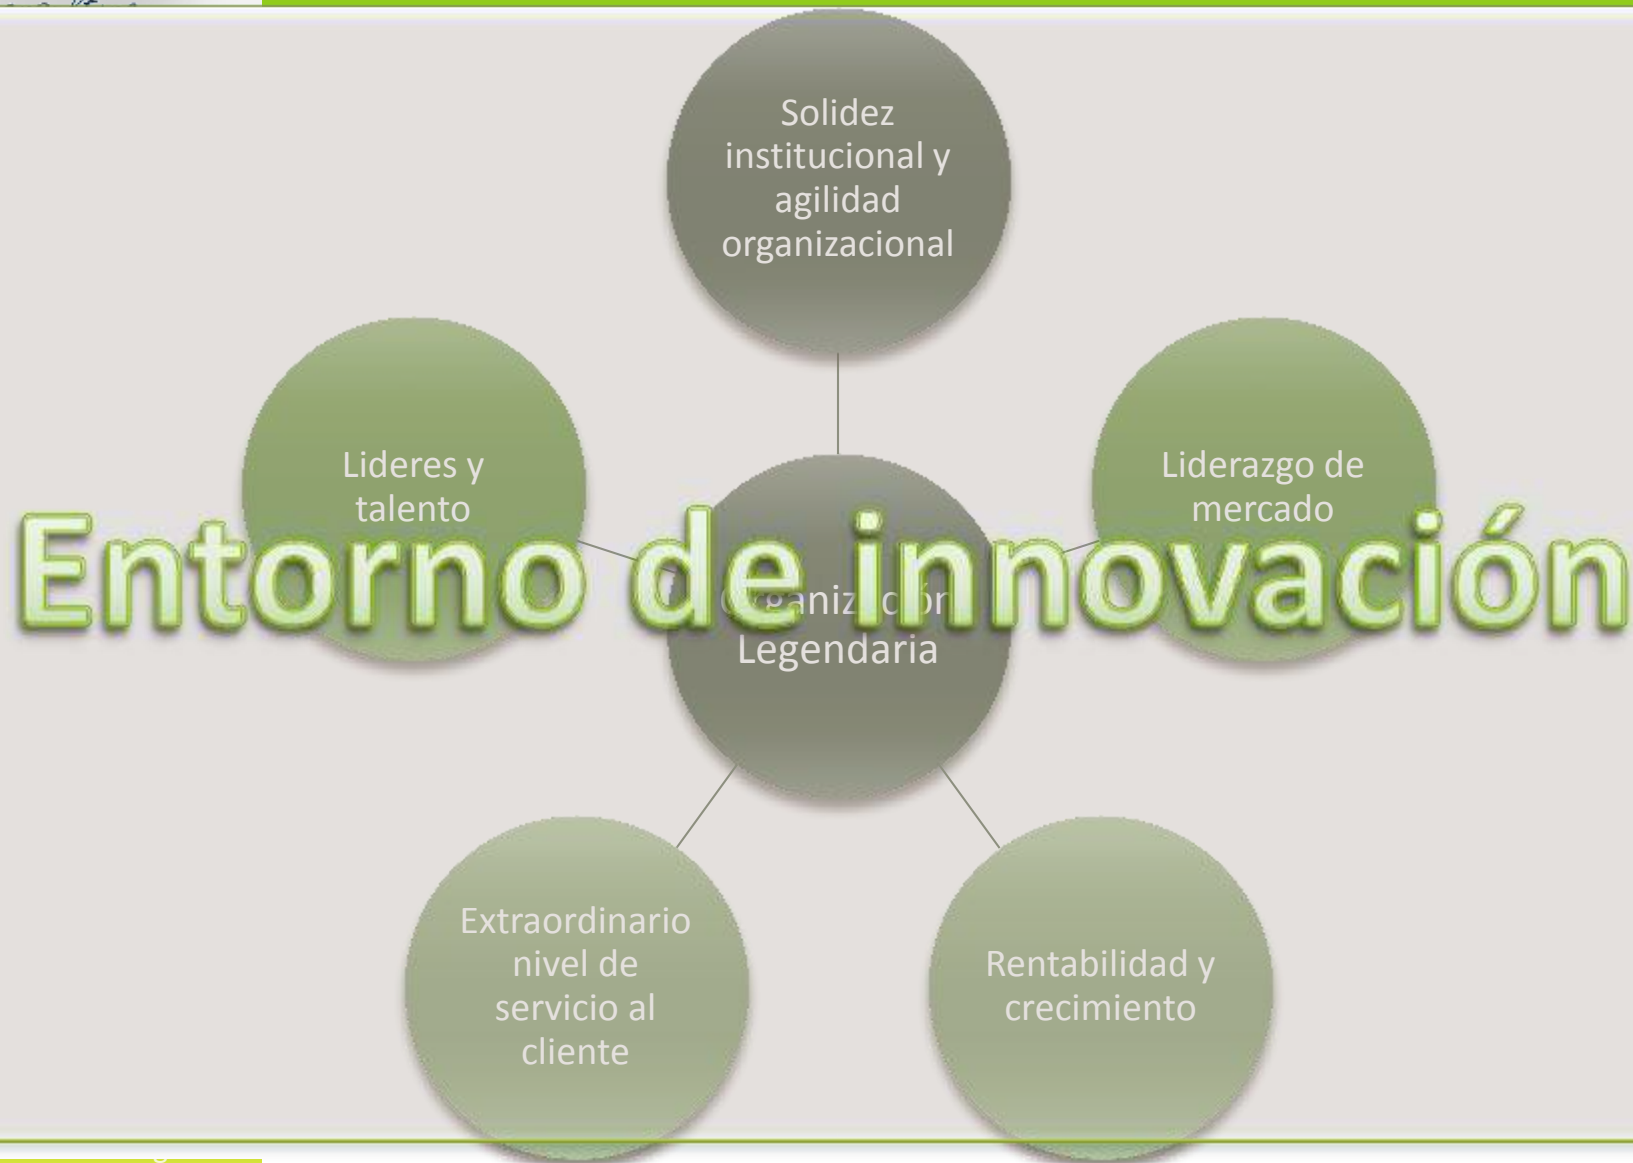 Solidez
institucional y
agilidad
organizacional
Lideres y
talento
Liderazgo de
mercado
Entorno de innovación
Organización
Legendaria
Extraordinario
nivel de
servicio al
cliente
Rentabilidad y
crecimiento